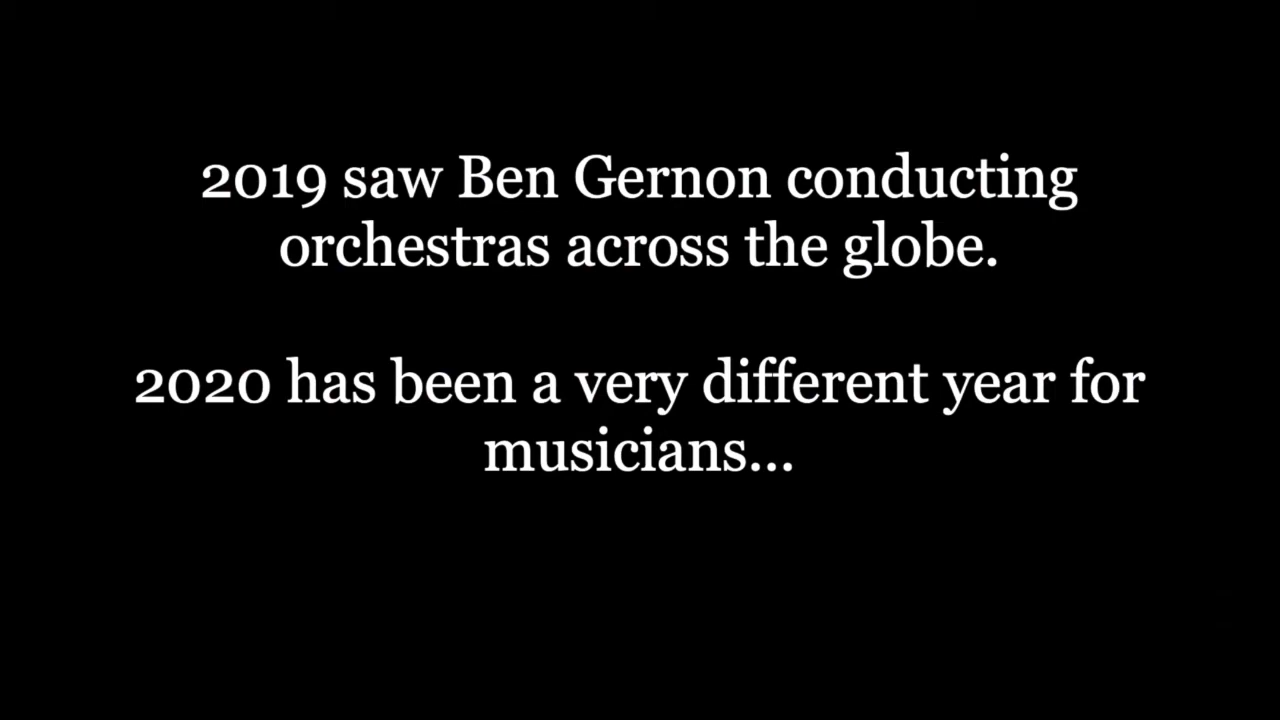 2019 saw Ben Gernon conducting
orchestras across the globe.
2020 has been a very different year for
musicians...